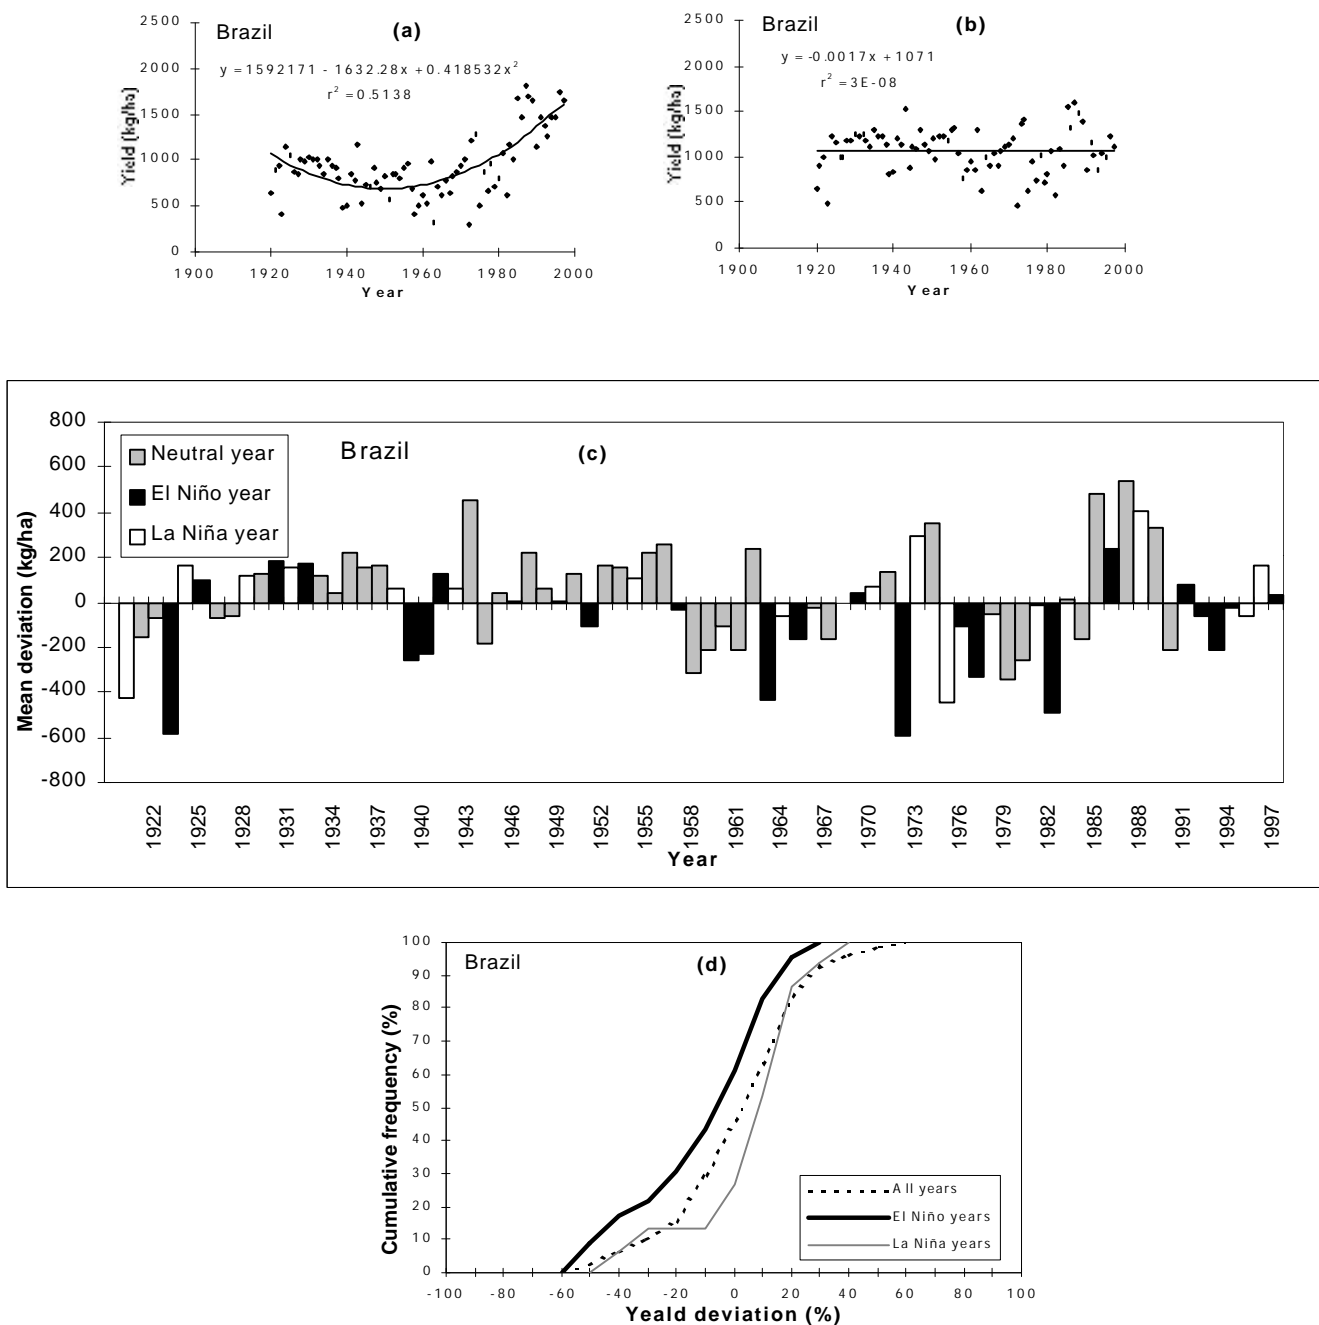 Brazil (a)
y = 1592171 - 1632.28x + 0.418532x²
r² = 0.5138
2500
2000
1500
1000
500
0
Yield (kg/ha)
1900 1920 1940 1960 1980 2000
Year
Brazil (b)
y = -0.0017x + 1071
r² = 3E-08
2500
2000
1500
1000
500
0
Yield (kg/ha)
1900 1920 1940 1960 1980 2000
Year
Brazil (c)
Neutral year
El Niño year
La Niña year
800
600
400
200
0
-200
-400
-600
-800
Mean deviation (kg/ha)
1922 1925 1928 1931 1934 1937 1940 1943 1946 1949 1952 1955 1958 1961 1964 1967 1970 1973 1976 1979 1982 1985 1988 1991 1994 1997
Year
Brazil (d)
100
90
80
70
60
50
40
30
20
10
0
Cumulative frequency (%)
All years
El Niño years
La Niña years
-100 -80 -60 -40 -20 0 20 40 60 80 100
Yeald deviation (%)